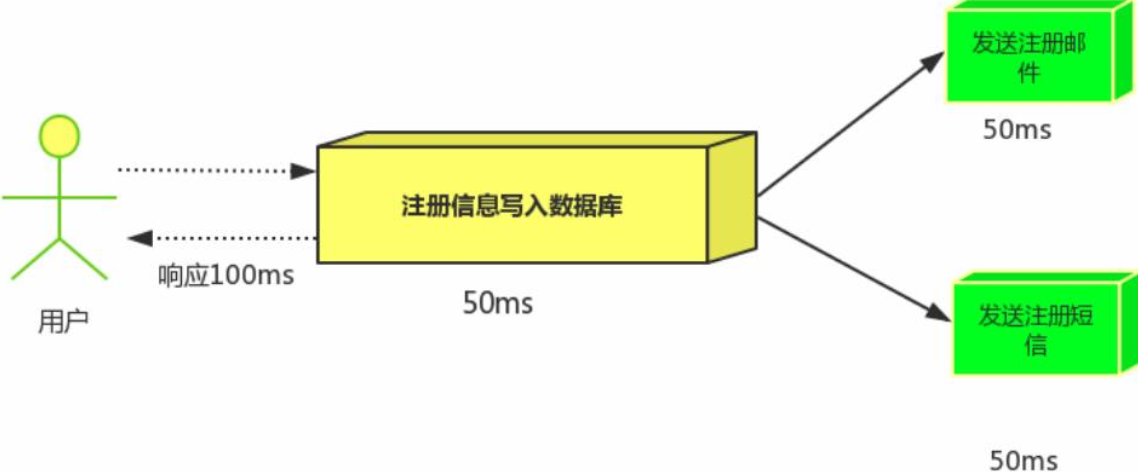 发送注册邮
件
50ms
注册信息写入数据库
响应100ms
50ms
用户
发送注册短
信
50ms